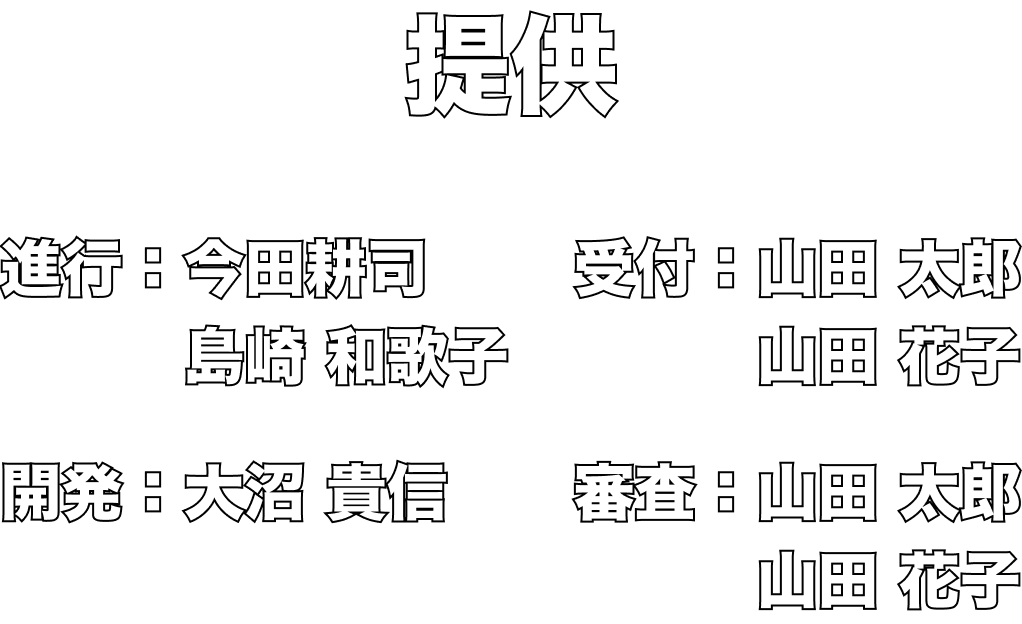 提供
進行：今田耕司
島崎 和歌子
受付：山田 太郎
山田 花子
開発：大沼 貴信
審査：山田 太郎
山田 花子